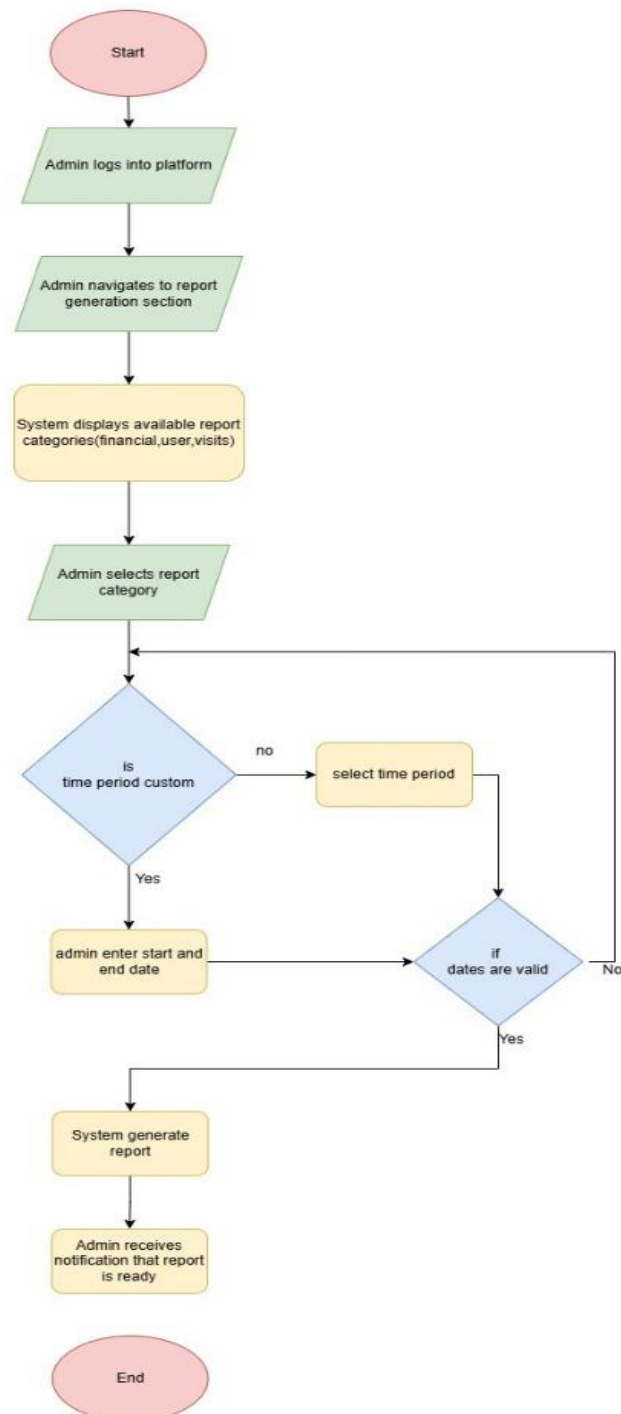 Start
Admin logs into platform
Admin navigates to report
generation section
System displays available report
categories(financial,user,visits)
Admin selects report
category
is
time period custom
no
select time period
Yes
admin enter start and
end date
if
dates are valid
No
Yes
System generate
report
Admin receives
notification that report
is ready
End